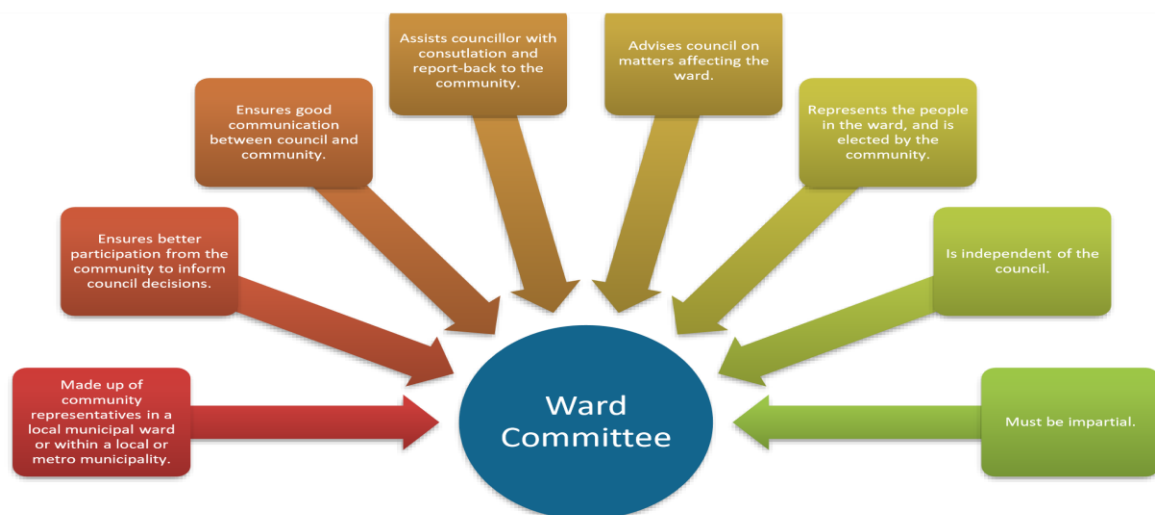 Made up of
community
representatives in a
local municipal ward
or within a local or
metro municipality.
Ensures better
participation from the
community to inform
council decisions.
Ensures good
communication
between council and
community.
Assists councillor with
consutlation and
report-back to the
community.
Advises council on
matters affecting the
ward.
Represents the people
in the ward, and is
elected by the
community.
Is independent of the
council.
Must be impartial.
Ward
Committee